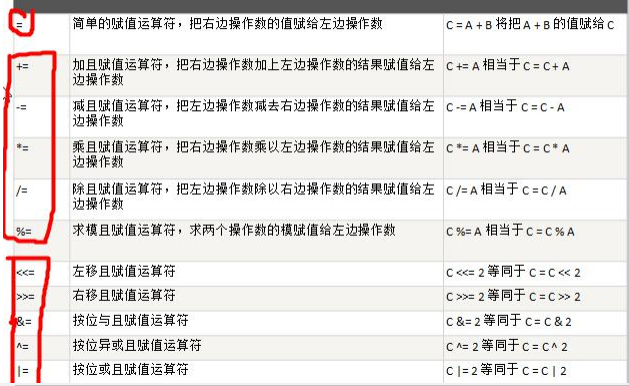 = 简单的赋值运算符，把右边操作数的值赋给左边操作数 C = A + B 将把 A + B 的值赋给 C
+= 加且赋值运算符，把右边操作数加上左边操作数的结果赋值给左边操作数 C += A 相当于 C = C + A
-= 减且赋值运算符，把左边操作数减去右边操作数的结果赋值给左边操作数 C -= A 相当于 C = C - A
*= 乘且赋值运算符，把右边操作数乘以左边操作数的结果赋值给左边操作数 C *= A 相当于 C = C * A
/= 除且赋值运算符，把左边操作数除以右边操作数的结果赋值给左边操作数 C /= A 相当于 C = C / A
%= 求模且赋值运算符，求两个操作数的模赋值给左边操作数 C %= A 相当于 C = C % A
<<= 左移且赋值运算符 C <<= 2 等同于 C = C << 2
>>= 右移且赋值运算符 C >>= 2 等同于 C = C >> 2
&= 按位与且赋值运算符 C &= 2 等同于 C = C & 2
^= 按位异或且赋值运算符 C ^= 2 等同于 C = C ^ 2
|= 按位或且赋值运算符 C |= 2 等同于 C = C | 2